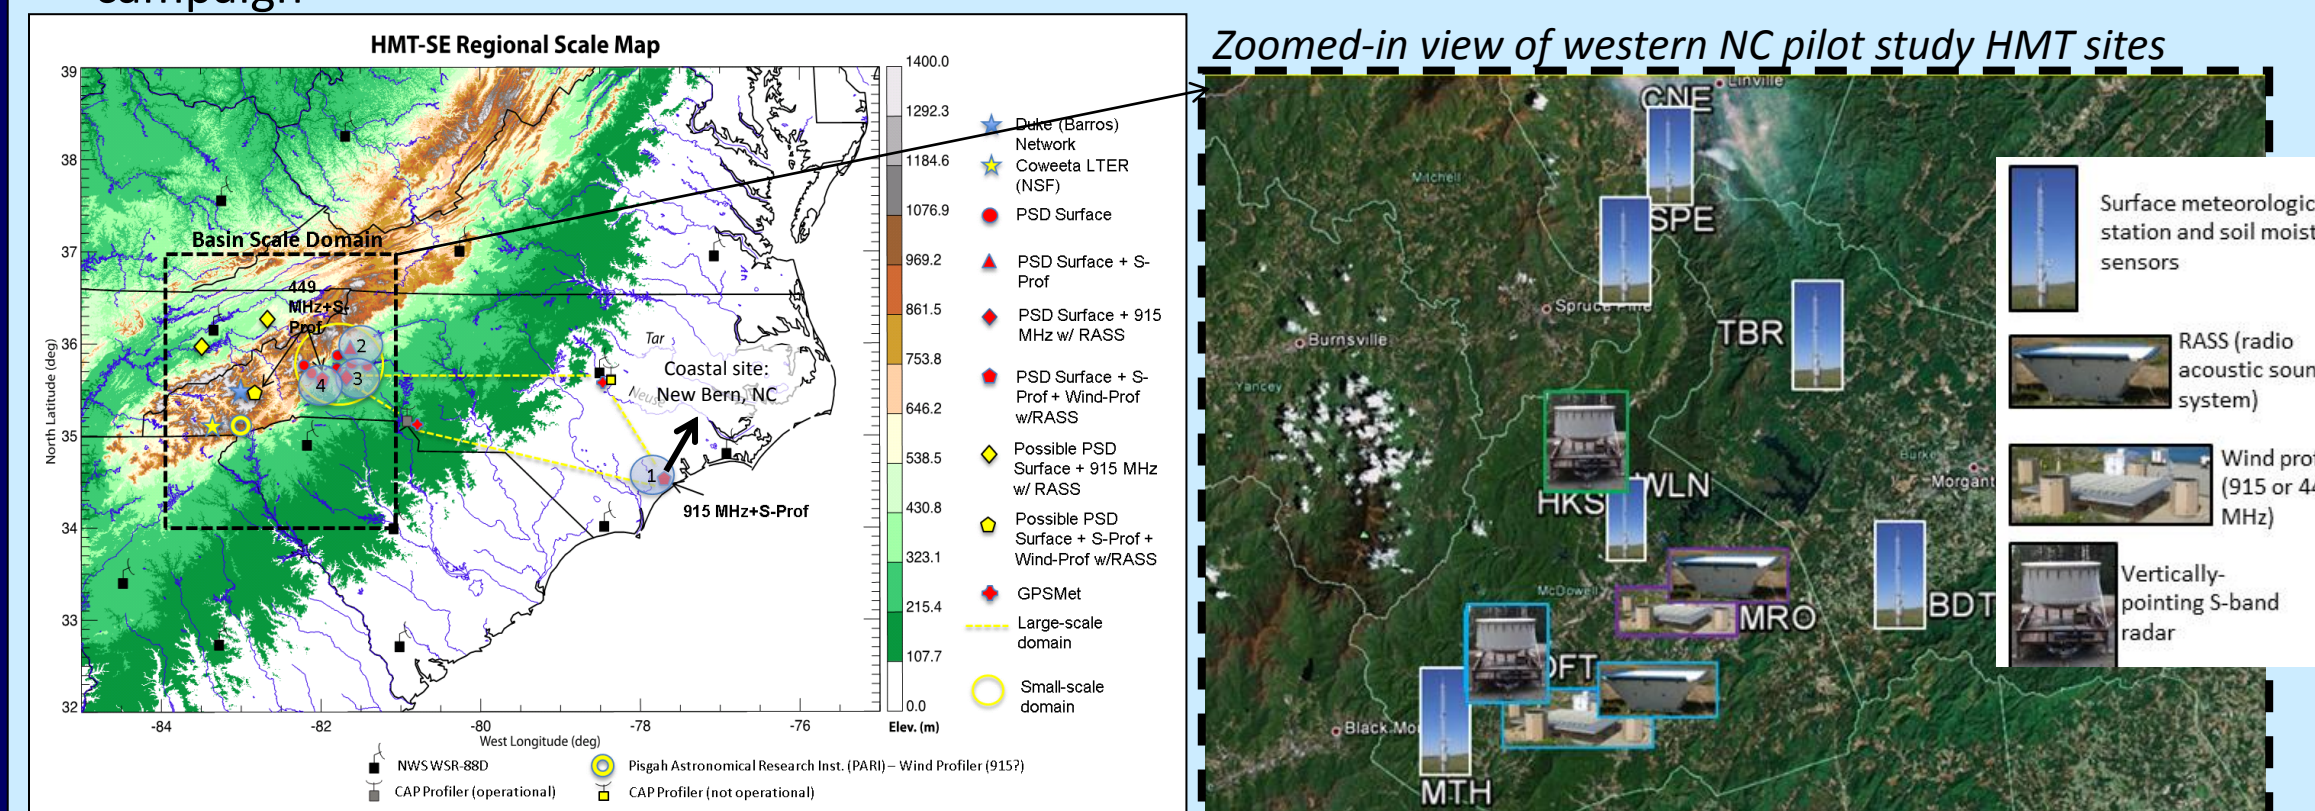 campaign
HMT-SE Regional Scale Map
39
38
37
36
35
34
33
32
North Latitude (deg)
-84
-82
-80
-78
-76
West Longitude (deg)
Basin Scale Domain
449
MHz+S-
Prof
2
3
4
1
Tar
Neuse
Coastal site:
New Bern, NC
915 MHz+S-Prof
1400.0
1292.3
1184.6
1076.9
969.2
861.5
753.8
646.2
538.5
430.8
323.1
215.4
107.7
0.0
Elev. (m)
Duke (Barros)
Network
Coweeta LTER
(NSF)
PSD Surface
PSD Surface + S-
Prof
PSD Surface + 915
MHz w/ RASS
PSD Surface + S-
Prof + Wind-Prof
w/RASS
Possible PSD
Surface + 915 MHz
w/ RASS
Possible PSD
Surface + S-Prof +
Wind-Prof w/RASS
GPSMet
Large-scale
domain
Small-scale
domain
NWS WSR-88D
Pisgah Astronomical Research Inst. (PARI) – Wind Profiler (915?)
CAP Profiler (operational)
CAP Profiler (not operational)
Zoomed-in view of western NC pilot study HMT sites
Linville
CNE
Mitchell
SPE
Spruce Pine
TBR
Burnsville
Yancey
WLN
HKS
Burke
Morgant
McDowell
MRO
BDT
OFT
Black Mo
MTH
Surface meteorologic
station and soil moist
sensors
RASS (radio
acoustic soun
system)
Wind prof
(915 or 44
MHz)
Vertically-
pointing S-band
radar